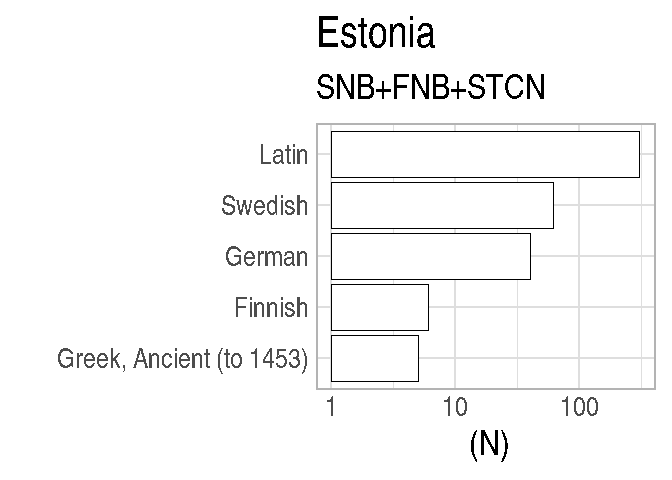 Estonia
SNB+FNB+STCN
Latin
Swedish
German
Finnish
Greek, Ancient (to 1453)
1 10 100
(N)